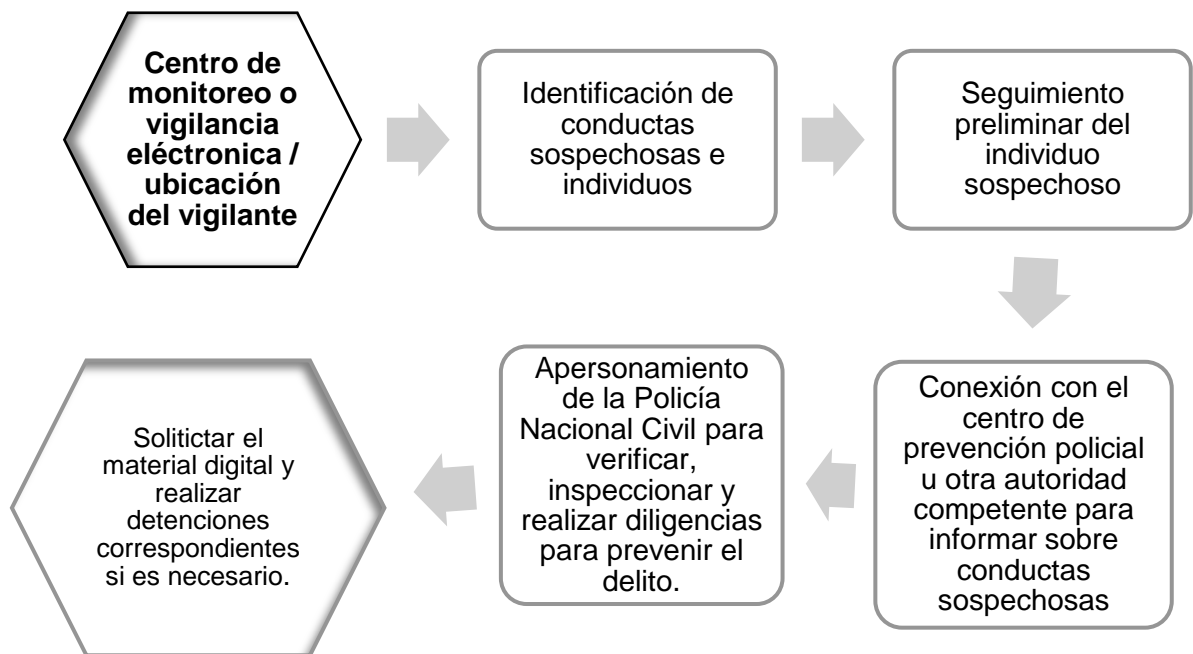 Centro de
monitoreo o
vigilancia
eléctronica /
ubicación
del vigilante
Identificación de
conductas
sospechosas e
individuos
Seguimiento
preliminar del
individuo
sospechoso
Conexión con el
centro de
prevención policial
u otra autoridad
competente para
informar sobre
conductas
sospechosas
Apersonamiento
de la Policía
Nacional Civil para
verificar,
inspeccionar y
realizar diligencias
para prevenir el
delito.
Solitictar el
material digital y
realizar
detenciones
correspondientes
si es necesario.